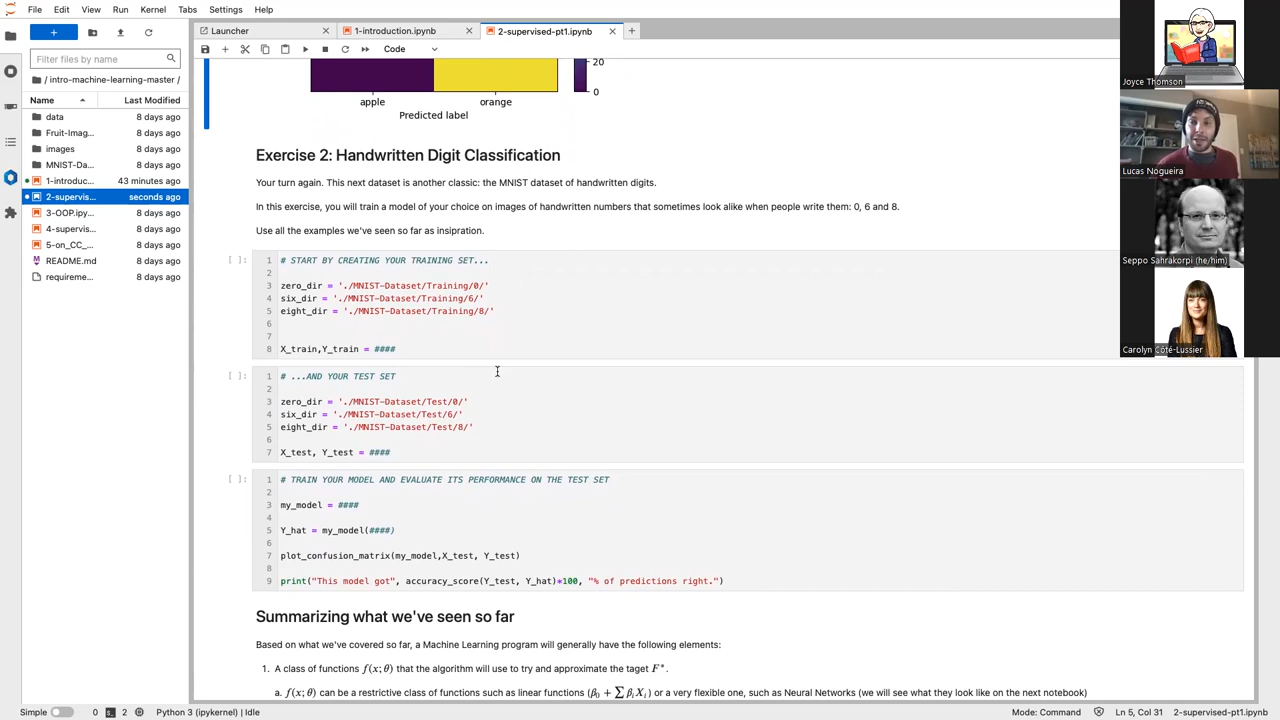 File Edit View Run Kernel Tabs Settings Help
Launcher
1-introduction.ipynb
2-supervised-pt1.ipynb
Code
Filter files by name
/ intro-machine-learning-master /
Name Last Modified
data 8 days ago
Fruit-Imag... 8 days ago
images 8 days ago
MNIST-Da... 8 days ago
1-introduc... 43 minutes ago
2-supervis... seconds ago
3-OOP.ipy... 8 days ago
4-supervis... 8 days ago
5-on_CC_... 8 days ago
README.md 8 days ago
requireme... 8 days ago
20
0
apple orange
Predicted label
Exercise 2: Handwritten Digit Classification
Your turn again. This next dataset is another classic: the MNIST dataset of handwritten digits.
In this exercise, you will train a model of your choice on images of handwritten numbers that sometimes look alike when people write them: 0, 6 and 8.
Use all the examples we've seen so far as insipration.
[ ]: 1 # START BY CREATING YOUR TRAINING SET...
2
3 zero_dir = './MNIST-Dataset/Training/0/'
4 six_dir = './MNIST-Dataset/Training/6/'
5 eight_dir = './MNIST-Dataset/Training/8/'
6
7
8 X_train,Y_train = ####
[ ]: 1 # ...AND YOUR TEST SET
2
3 zero_dir = './MNIST-Dataset/Test/0/'
4 six_dir = './MNIST-Dataset/Test/6/'
5 eight_dir = './MNIST-Dataset/Test/8/'
6
7 X_test, Y_test = ####
[ ]: 1 # TRAIN YOUR MODEL AND EVALUATE ITS PERFORMANCE ON THE TEST SET
2
3 my_model = ####
4
5 Y_hat = my_model(####)
6
7 plot_confusion_matrix(my_model,X_test, Y_test)
8
9 print("This model got", accuracy_score(Y_test, Y_hat)*100, "% of predictions right.")
Summarizing what we've seen so far
Based on what we've covered so far, a Machine Learning program will generally have the following elements:
1. A class of functions f(x; θ) that the algorithm will use to try and approximate the taget F*.
a. f(x; θ) can be a restrictive class of functions such as linear functions (β₀ + ∑ βᵢXᵢ) or a very flexible one, such as Neural Networks (we will see what they look like on the next notebook)
Joyce Thomson
Lucas Nogueira
Seppo Sahrakorpi (he/him)
Carolyn Côté-Lussier
Simple 0 2 Python 3 (ipykernel) | Idle Mode: Command Ln 5, Col 31 2-supervised-pt1.ipynb